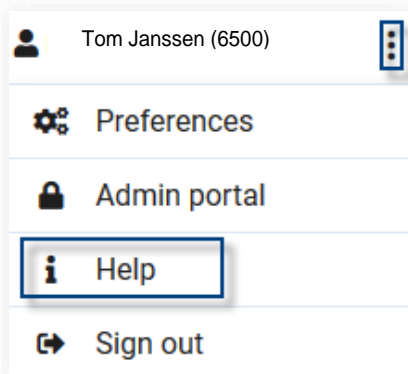 Tom Janssen (6500)
Preferences
Admin portal
Help
Sign out